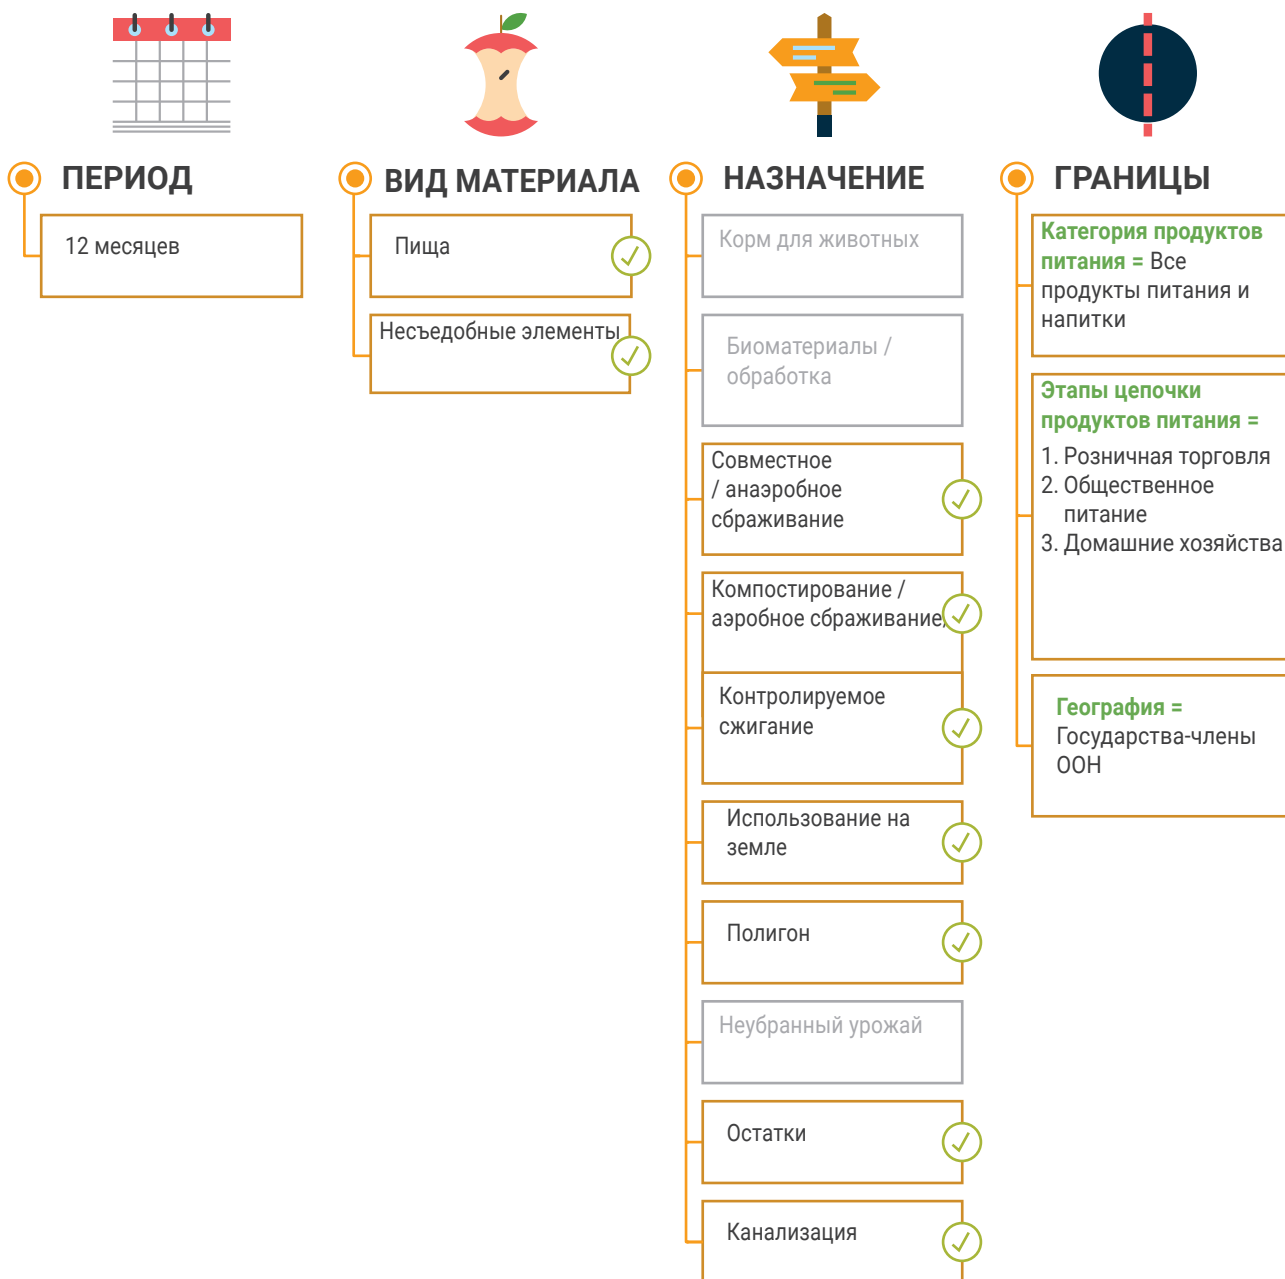 ПЕРИОД
12 месяцев
ВИД МАТЕРИАЛА
Пища
Несъедобные элементы
НАЗНАЧЕНИЕ
Корм для животных
Биоматериалы /
обработка
Совместное
/ анаэробное
сбраживание
Компостирование /
аэробное сбраживание,
Контролируемое
сжигание
Использование на
земле
Полигон
Неубранный урожай
Остатки
Канализация
ГРАНИЦЫ
Категория продуктов
питания = Все
продукты питания и
напитки
Этапы цепочки
продуктов питания =
1. Розничная торговля
2. Общественное
питание
3. Домашние хозяйства
География =
Государства-члены
ООН